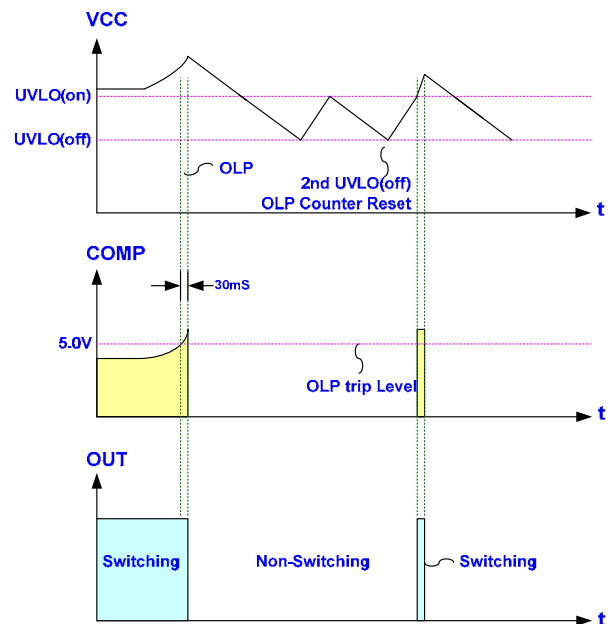 VCC
UVLO(on)
UVLO(off)
OLP
2nd UVLO(off)
OLP Counter Reset
t
COMP
30mS
5.0V
OLP trip Level
t
OUT
Switching
Non-Switching
Switching
t